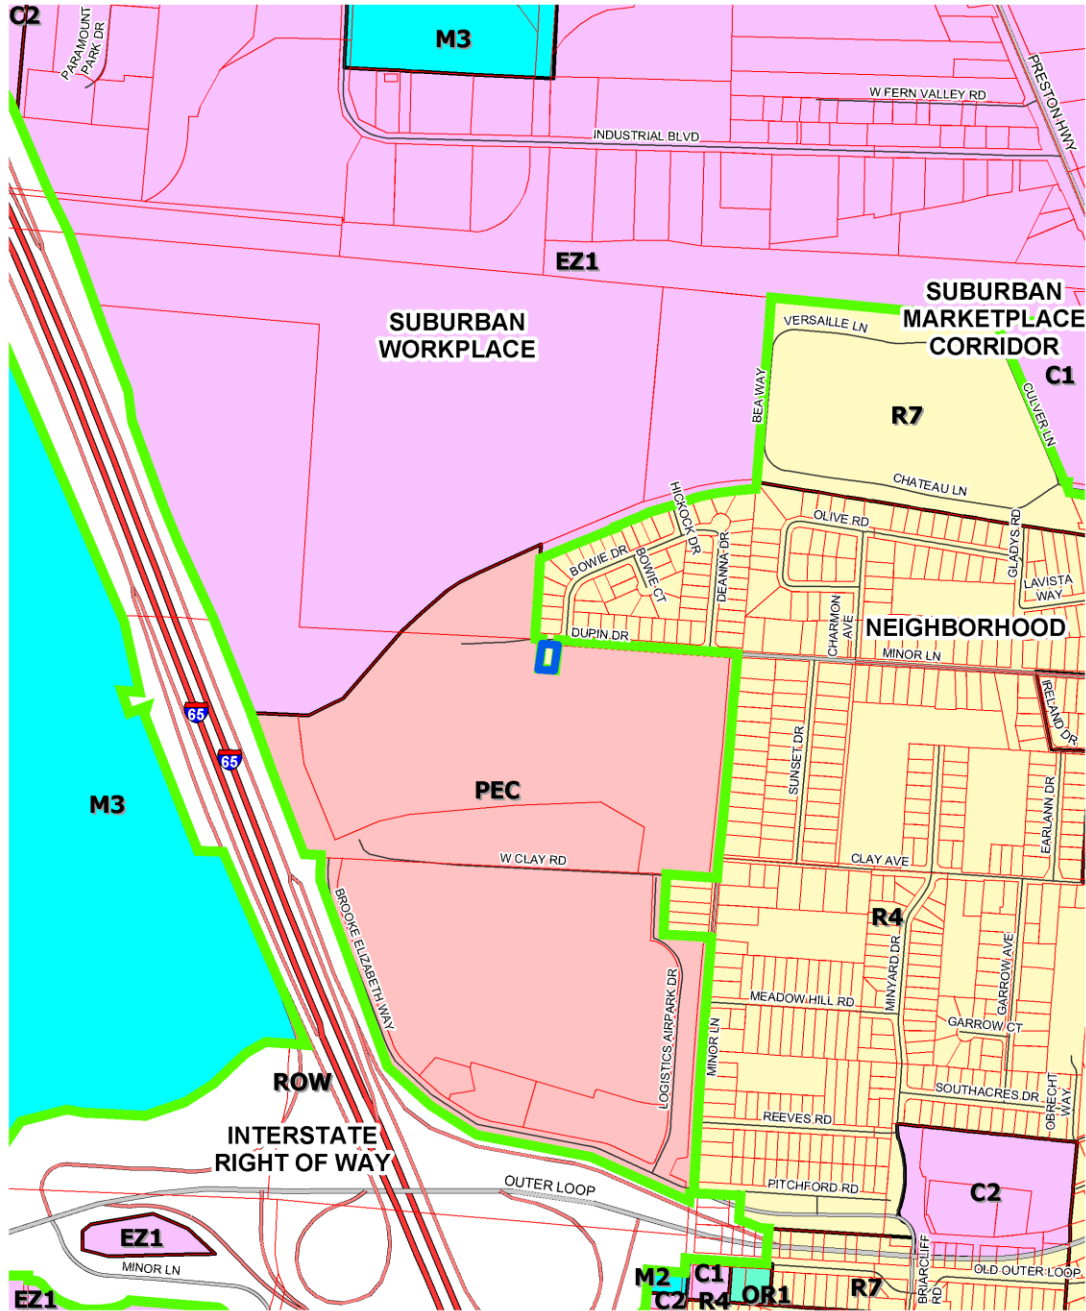 C2
PARAMOUNT
PARK DR
M3
W FERN VALLEY RD
PRESTON HWY
INDUSTRIAL BLVD
EZ1
SUBURBAN
WORKPLACE
SUBURBAN
MARKETPLACE
CORRIDOR
VERSAILLE LN
C1
BEA WAY
CULVER LN
R7
CHATEAU LN
HICKOCK DR
OLIVE RD
GLADYS RD
DEANNA DR
BOWIE DR
BOWIE CT
LAVISTA
WAY
CHARMON
AVE
NEIGHBORHOOD
DUPIN DR
MINOR LN
IRELAND DR
65
65
SUNSET DR
PEC
M3
EARLANN DR
W CLAY RD
CLAY AVE
BROOKE ELIZABETH WAY
R4
MINYARD DR
GARROW AVE
LOGISTICS AIRPARK DR
MEADOW HILL RD
GARROW CT
MINOR LN
ROW
SOUTHACRES DR
OBRECHT
WAY
REEVES RD
INTERSTATE
RIGHT OF WAY
OUTER LOOP
PITCHFORD RD
C2
EZ1
MINOR LN
BRIARCLIFF
RD
OLD OUTER LOOP
M2
C1
R7
OR1
EZ1
C2
R4